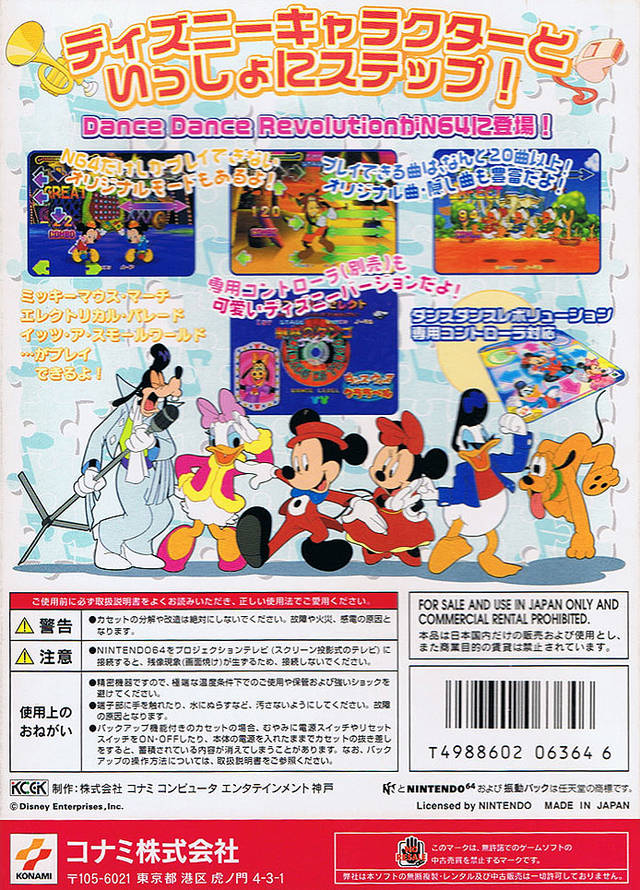 ディズニーキャラクターと
いっしょにステップ！
Dance Dance RevolutionがN64に登場！
N64だけしかプレイできない
オリジナルモードもあるよ！
プレイできる曲は、なんと20曲以上！
オリジナル曲・隠し曲も豊富だよ！
GREAT
COMBO
120
専用コントローラ(別売)も
可愛いディズニーバージョンだよ！
ミッキーマウス・マーチ
エレクトリカル・パレード
イッツ・ア・スモールワールド
…がプレイ
できるよ！
ダンスダンスレボリューション
専用コントローラ対応
ご使用前に必ず取扱説明書をよくお読みいただき、正しい使用法でご愛用ください。
警告
●カセットの分解や改造は絶対にしないでください。故障や火災、感電の原因と
なります。
注意
●NINTENDO64をプロジェクションテレビ(スクリーン投影式のテレビ)に
接続すると、残像現象(画面焼け)が生ずるため、接続しないでください。
使用上の
おねがい
●精密機器ですので、極端な温度条件下でのご使用や保管および強いショックを
避けてください。
●端子部に手を触れたり、水にぬらすなど、汚さないようにしてください。故障
の原因となります。
●バックアップ機能付きのカセットの場合、むやみに電源スイッチやリセット
スイッチをON・OFFしたり、本体の電源を入れたままでカセットの抜き差し
をすると、蓄積されている内容が消えてしまうことがあります。なお、バック
アップの操作方法については、取扱説明書をご参照ください。
FOR SALE AND USE IN JAPAN ONLY AND
COMMERCIAL RENTAL PROHIBITED.
本品は日本国内だけの販売および使用とし、
また商業目的の賃貸は禁止されています。
T4988602 06364 6
KCEK 制作：株式会社 コナミ コンピュータ エンタテインメント 神戸
©Disney Enterprises, Inc.
とNINTENDO64および振動パックは任天堂の商標です。
Licensed by NINTENDO MADE IN JAPAN
KONAMI
コナミ株式会社
〒105-6021 東京都 港区 虎ノ門 4-3-1
NO RESALE
このマークは、無許諾でのゲームソフトの
中古売買を禁止するマークです。
弊社は本ソフトの無断複製・レンタル及び中古販売は一切許可しておりません。